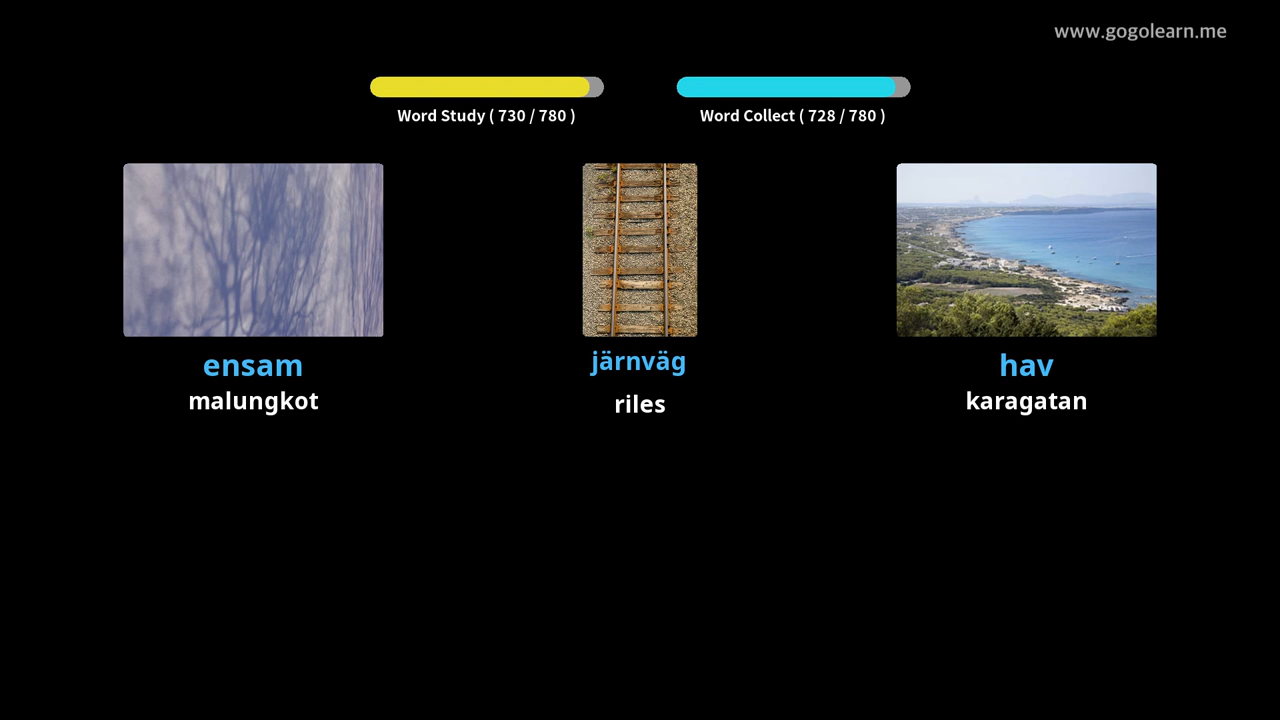 www.gogolearn.me
Word Study ( 730 / 780 )
Word Collect ( 728 / 780 )
ensam
malungkot
järnväg
riles
hav
karagatan